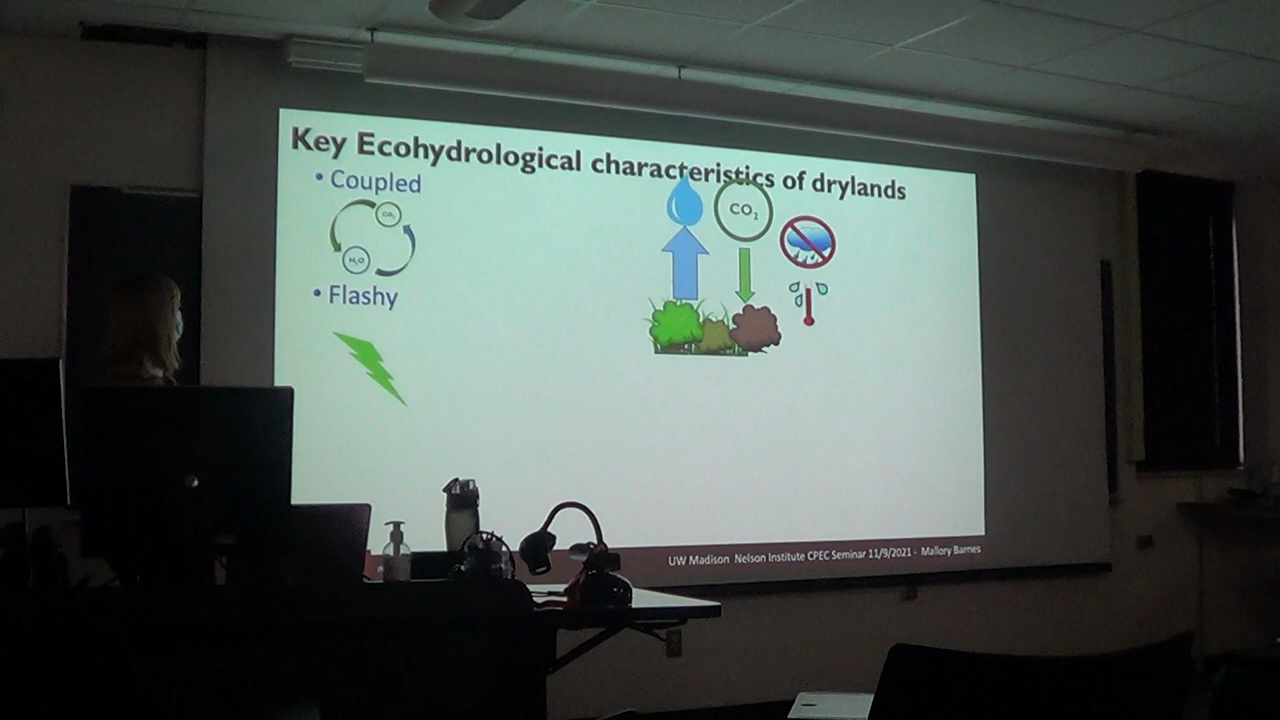 Key Ecohydrological characteristics of drylands
• Coupled
CO₂
H₂O
• Flashy
CO₂
UW Madison Nelson Institute CPEC Seminar 11/9/2021 - Mallory Barnes